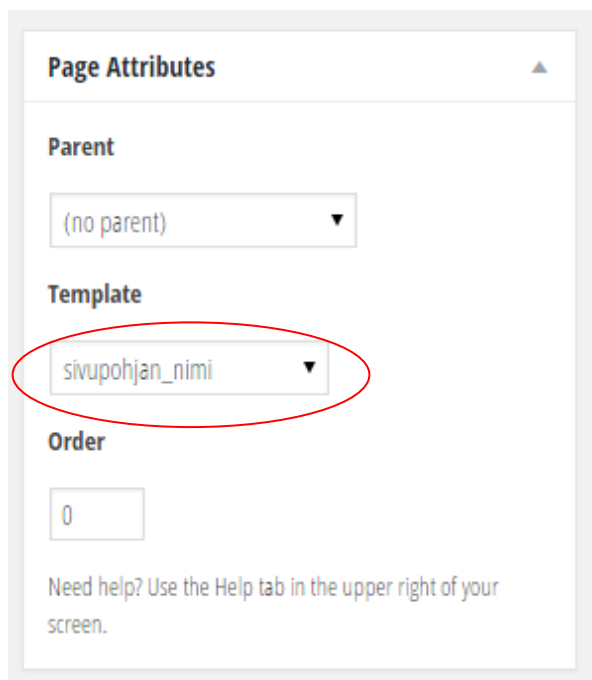 Page Attributes
Parent
(no parent)
Template
sivupohjan_nimi
Order
0
Need help? Use the Help tab in the upper right of your
screen.